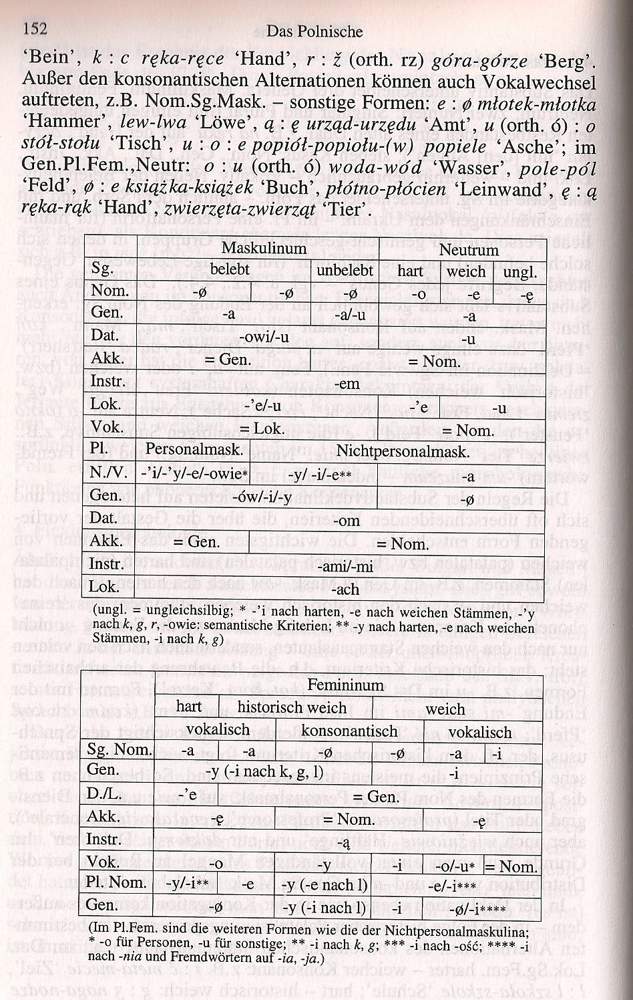 152
Das Polnische
‘Bein’, k : c ręka-ręce ‘Hand’, r : ž (orth. rz) góra-górze ‘Berg’.
Außer den konsonantischen Alternationen können auch Vokalwechsel
auftreten, z.B. Nom.Sg.Mask. – sonstige Formen: e : ø młotek-młotka
‘Hammer’, lew-lwa ‘Löwe’, ą : ę urząd-urzędu ‘Amt’, u (orth. ó) : o
stół-stołu ‘Tisch’, u : o : e popiół-popiołu-(w) popiele ‘Asche’; im
Gen.Pl.Fem.,Neutr: o : u (orth. ó) woda-wód ‘Wasser’, pole-pól
‘Feld’, ø : e książka-książek ‘Buch’, płótno-płócien ‘Leinwand’, ę : ą
ręka-rąk ‘Hand’, zwierzęta-zwierząt ‘Tier’.
Maskulinum Neutrum
Sg. belebt unbelebt hart weich ungl.
Nom. -ø -ø -ø -o -e -ę
Gen. -a -a/-u -a
Dat. -owi/-u -u
Akk. = Gen. = Nom.
Instr. -em
Lok. -’e/-u -’e -u
Vok. = Lok. = Nom.
Pl. Personalmask. Nichtpersonalmask.
N./V. -’i/-’y/-e/-owie* -y/ -i/-e** -a
Gen. -ów/-i/-y -ø
Dat. -om
Akk. = Gen. = Nom.
Instr. -ami/-mi
Lok. -ach
(ungl. = ungleichsilbig; * -’i nach harten, -e nach weichen Stämmen, -’y
nach k, g, r, -owie: semantische Kriterien; ** -y nach harten, -e nach weichen
Stämmen, -i nach k, g)
Femininum
hart historisch weich weich
vokalisch konsonantisch vokalisch
Sg. Nom. -a -a -ø -ø -a -i
Gen. -y (-i nach k, g, l) -i
D./L. -’e = Gen.
Akk. -ę = Nom. -ę
Instr. -ą
Vok. -o -y -i -o/-u* = Nom.
Pl. Nom. -y/-i** -e -y (-e nach l) -e/-i***
Gen. -ø -y (-i nach l) -i -ø/-i****
(Im Pl.Fem. sind die weiteren Formen wie die der Nichtpersonalmaskulina;
* -o für Personen, -u für sonstige; ** -i nach k, g; *** -i nach -ość; **** -i
nach -nia und Fremdwörtern auf -ia, -ja.)